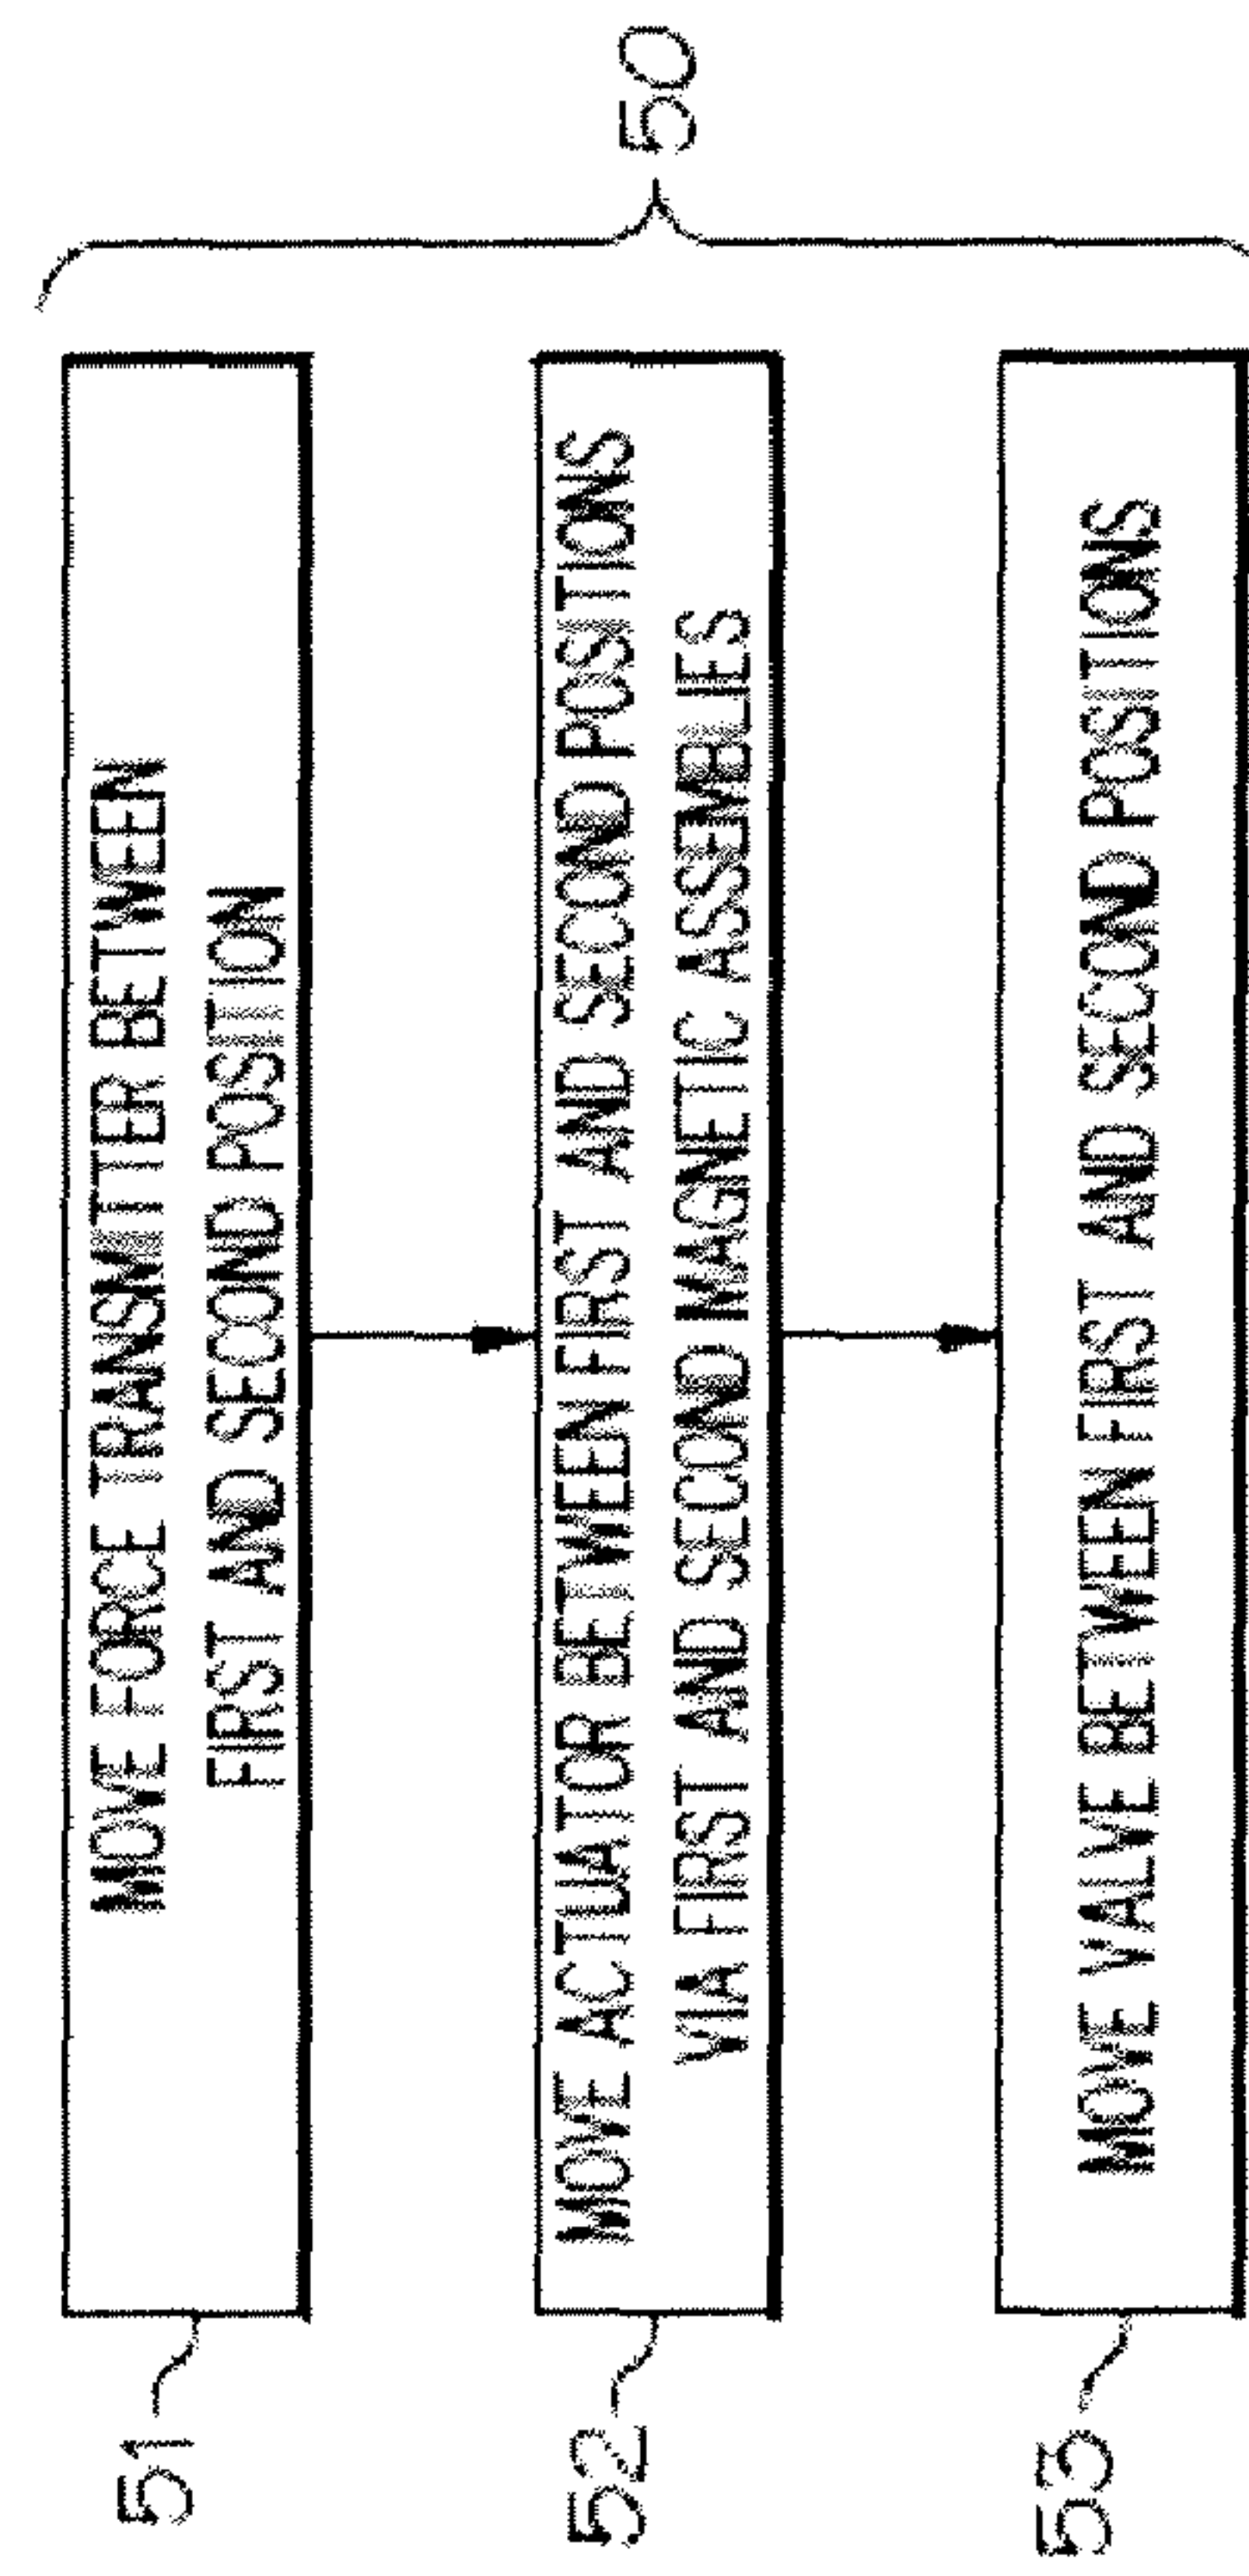 51
MOVE FORCE TRANSMITTER BETWEEN
FIRST AND SECOND POSITION
52
MOVE ACTUATOR BETWEEN FIRST AND SECOND POSITIONS
VIA FIRST AND SECOND MAGNETIC ASSEMBLIES
53
MOVE VALVE BETWEEN FIRST AND SECOND POSITIONS
50